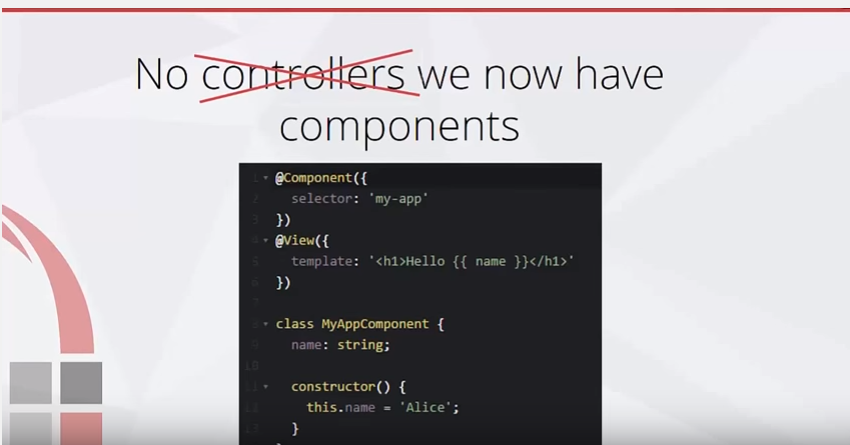 No controllers we now have
components
1 @Component({
2 selector: 'my-app'
3 })
4 @View({
5 template: '<h1>Hello {{ name }}</h1>'
6 })
7
8 class MyAppComponent {
9 name: string;
10
11 constructor() {
12 this.name = 'Alice';
13 }